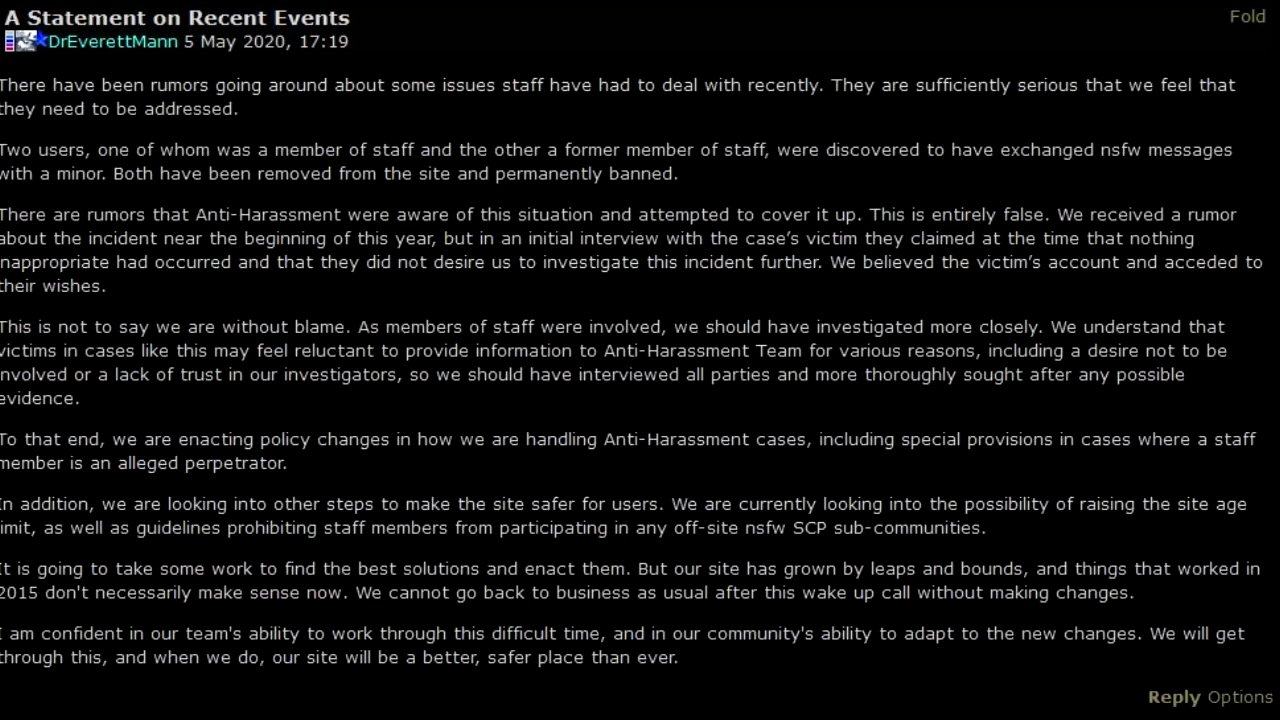 A Statement on Recent Events
Fold
DrEverettMann 5 May 2020, 17:19
There have been rumors going around about some issues staff have had to deal with recently. They are sufficiently serious that we feel that
they need to be addressed.
Two users, one of whom was a member of staff and the other a former member of staff, were discovered to have exchanged nsfw messages
with a minor. Both have been removed from the site and permanently banned.
There are rumors that Anti-Harassment were aware of this situation and attempted to cover it up. This is entirely false. We received a rumor
about the incident near the beginning of this year, but in an initial interview with the case’s victim they claimed at the time that nothing
inappropriate had occurred and that they did not desire us to investigate this incident further. We believed the victim’s account and acceded to
their wishes.
This is not to say we are without blame. As members of staff were involved, we should have investigated more closely. We understand that
victims in cases like this may feel reluctant to provide information to Anti-Harassment Team for various reasons, including a desire not to be
involved or a lack of trust in our investigators, so we should have interviewed all parties and more thoroughly sought after any possible
evidence.
To that end, we are enacting policy changes in how we are handling Anti-Harassment cases, including special provisions in cases where a staff
member is an alleged perpetrator.
In addition, we are looking into other steps to make the site safer for users. We are currently looking into the possibility of raising the site age
limit, as well as guidelines prohibiting staff members from participating in any off-site nsfw SCP sub-communities.
It is going to take some work to find the best solutions and enact them. But our site has grown by leaps and bounds, and things that worked in
2015 don't necessarily make sense now. We cannot go back to business as usual after this wake up call without making changes.
I am confident in our team's ability to work through this difficult time, and in our community's ability to adapt to the new changes. We will get
through this, and when we do, our site will be a better, safer place than ever.
Reply Options